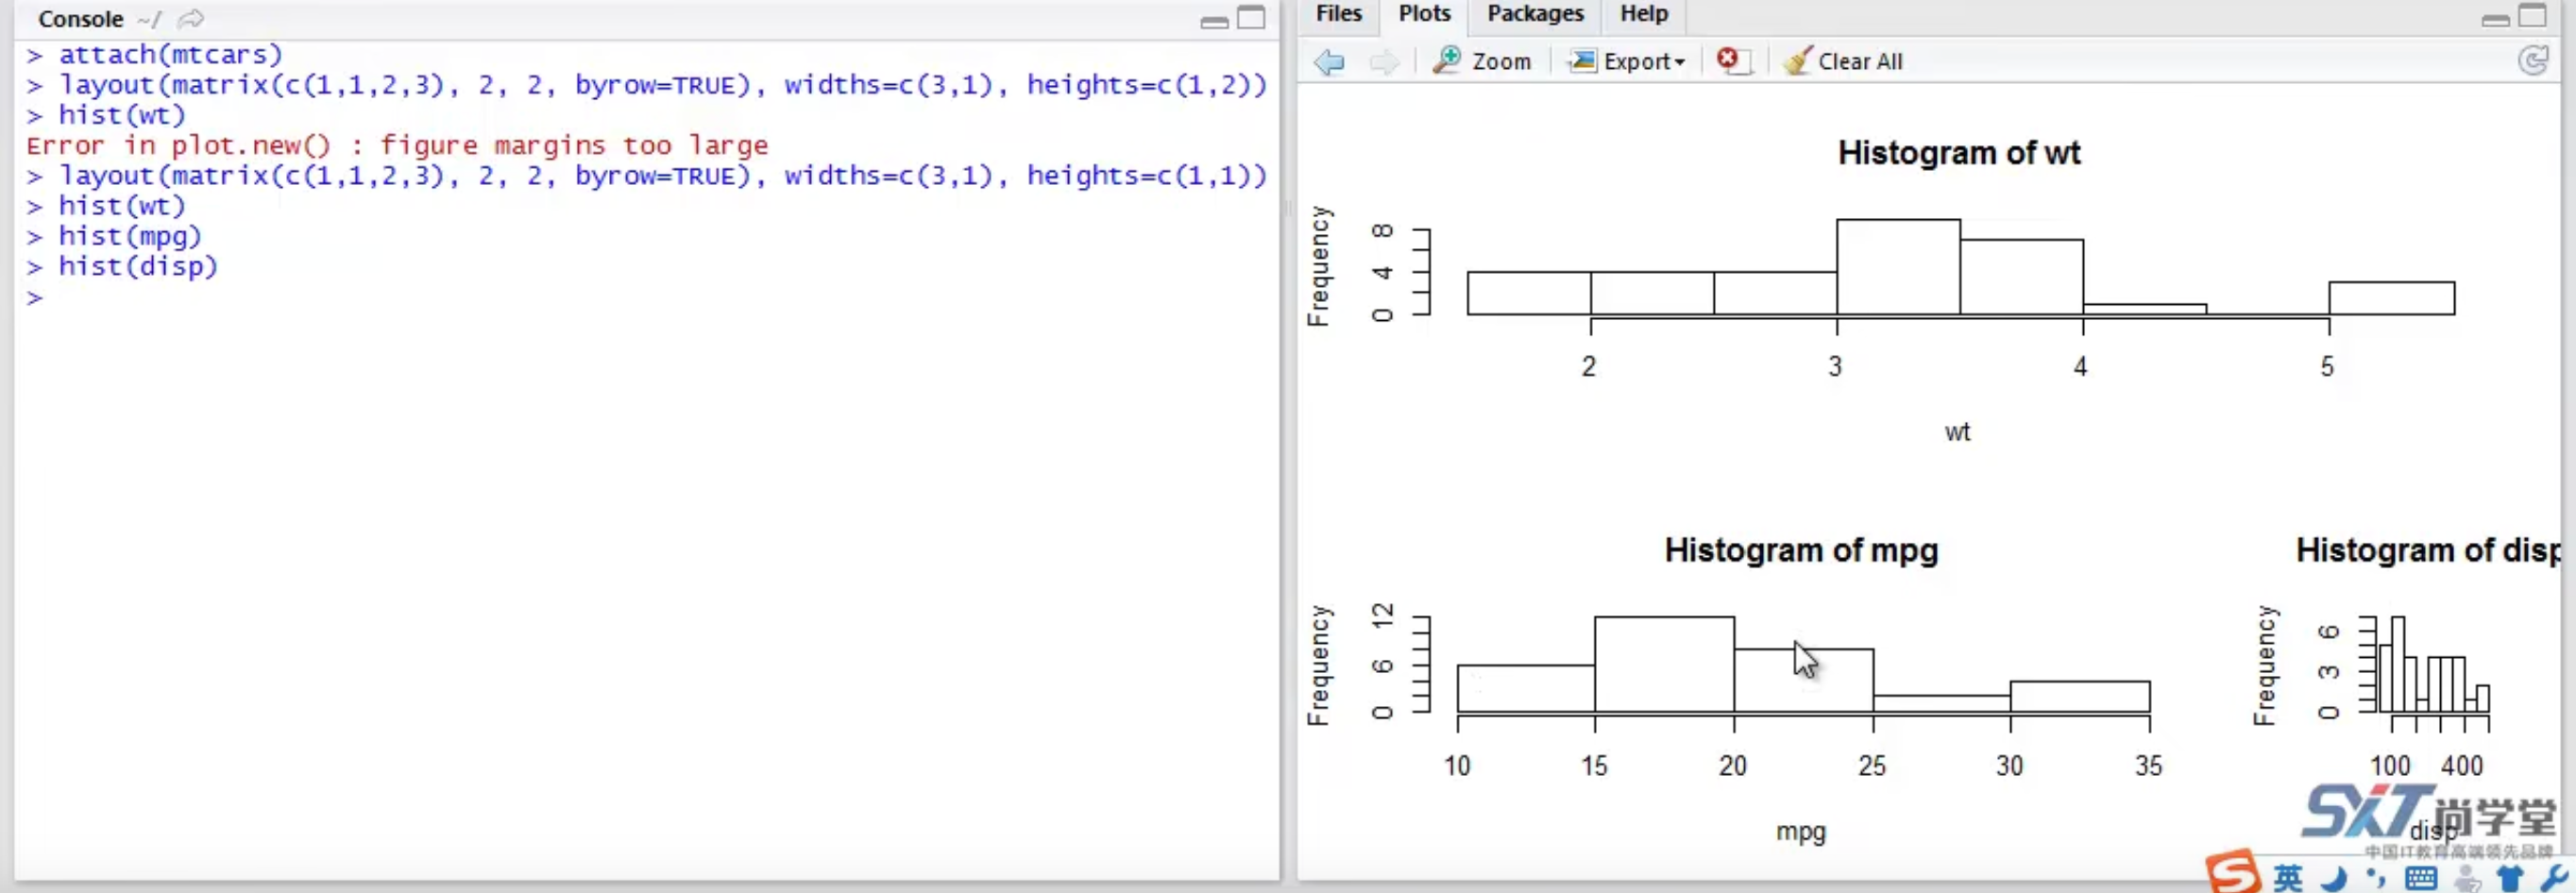 Console ~/
> attach(mtcars)
> layout(matrix(c(1,1,2,3), 2, 2, byrow=TRUE), widths=c(3,1), heights=c(1,2))
> hist(wt)
Error in plot.new() : figure margins too large
> layout(matrix(c(1,1,2,3), 2, 2, byrow=TRUE), widths=c(3,1), heights=c(1,1))
> hist(wt)
> hist(mpg)
> hist(disp)
>
Files Plots Packages Help
Zoom Export Clear All
Histogram of wt
Frequency
8
4
0
2 3 4 5
wt
Histogram of mpg
Frequency
12
6
0
10 15 20 25 30 35
mpg
Histogram of disp
Frequency
6
3
0
100 400
disp
SXT尚学堂
中国IT教育高端领先品牌
S 英